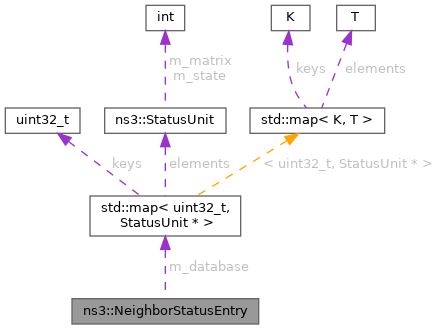 int
K
T
m_matrix
m_state
keys
elements
uint32_t
ns3::StatusUnit
std::map< K, T >
keys
elements
< uint32_t, StatusUnit * >
std::map< uint32_t,
StatusUnit * >
m_database
ns3::NeighborStatusEntry